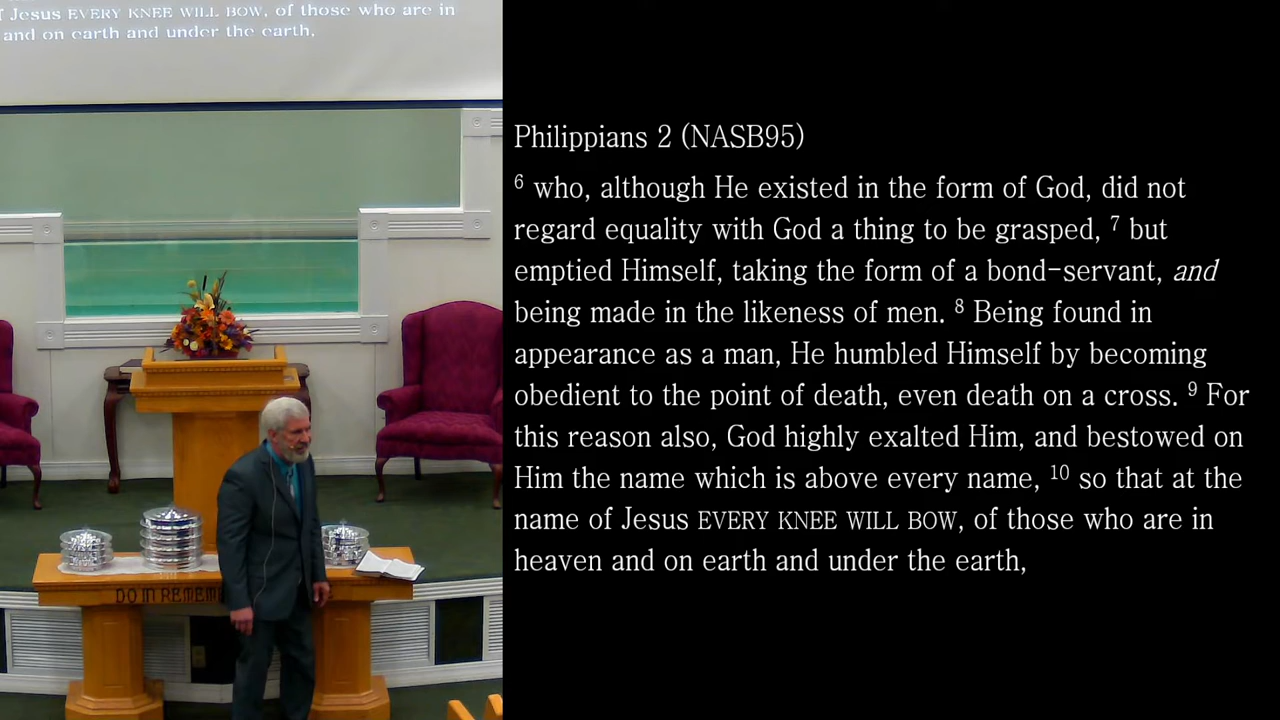 f Jesus EVERY KNEE WILL BOW, of those who are in
and on earth and under the earth,
Philippians 2 (NASB95)
6 who, although He existed in the form of God, did not
regard equality with God a thing to be grasped, 7 but
emptied Himself, taking the form of a bond-servant, and
being made in the likeness of men. 8 Being found in
appearance as a man, He humbled Himself by becoming
obedient to the point of death, even death on a cross. 9 For
this reason also, God highly exalted Him, and bestowed on
Him the name which is above every name, 10 so that at the
name of Jesus EVERY KNEE WILL BOW, of those who are in
heaven and on earth and under the earth,
DO IN REMEM